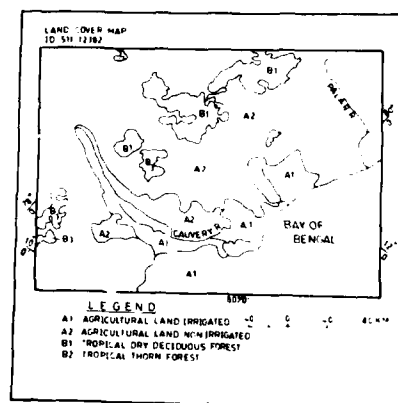 LAND COVER MAP
B1
B1
A2
PALAR R
B1
A2
A1
A2
CAUVERY R
A1
A2
A1
B1
BAY OF
BENGAL
A1
LEGEND
A1 AGRICULTURAL LAND IRRIGATED
A2 AGRICULTURAL LAND NON IRRIGATED
B1 TROPICAL DRY DECIDUOUS FOREST
B2 TROPICAL THORN FOREST